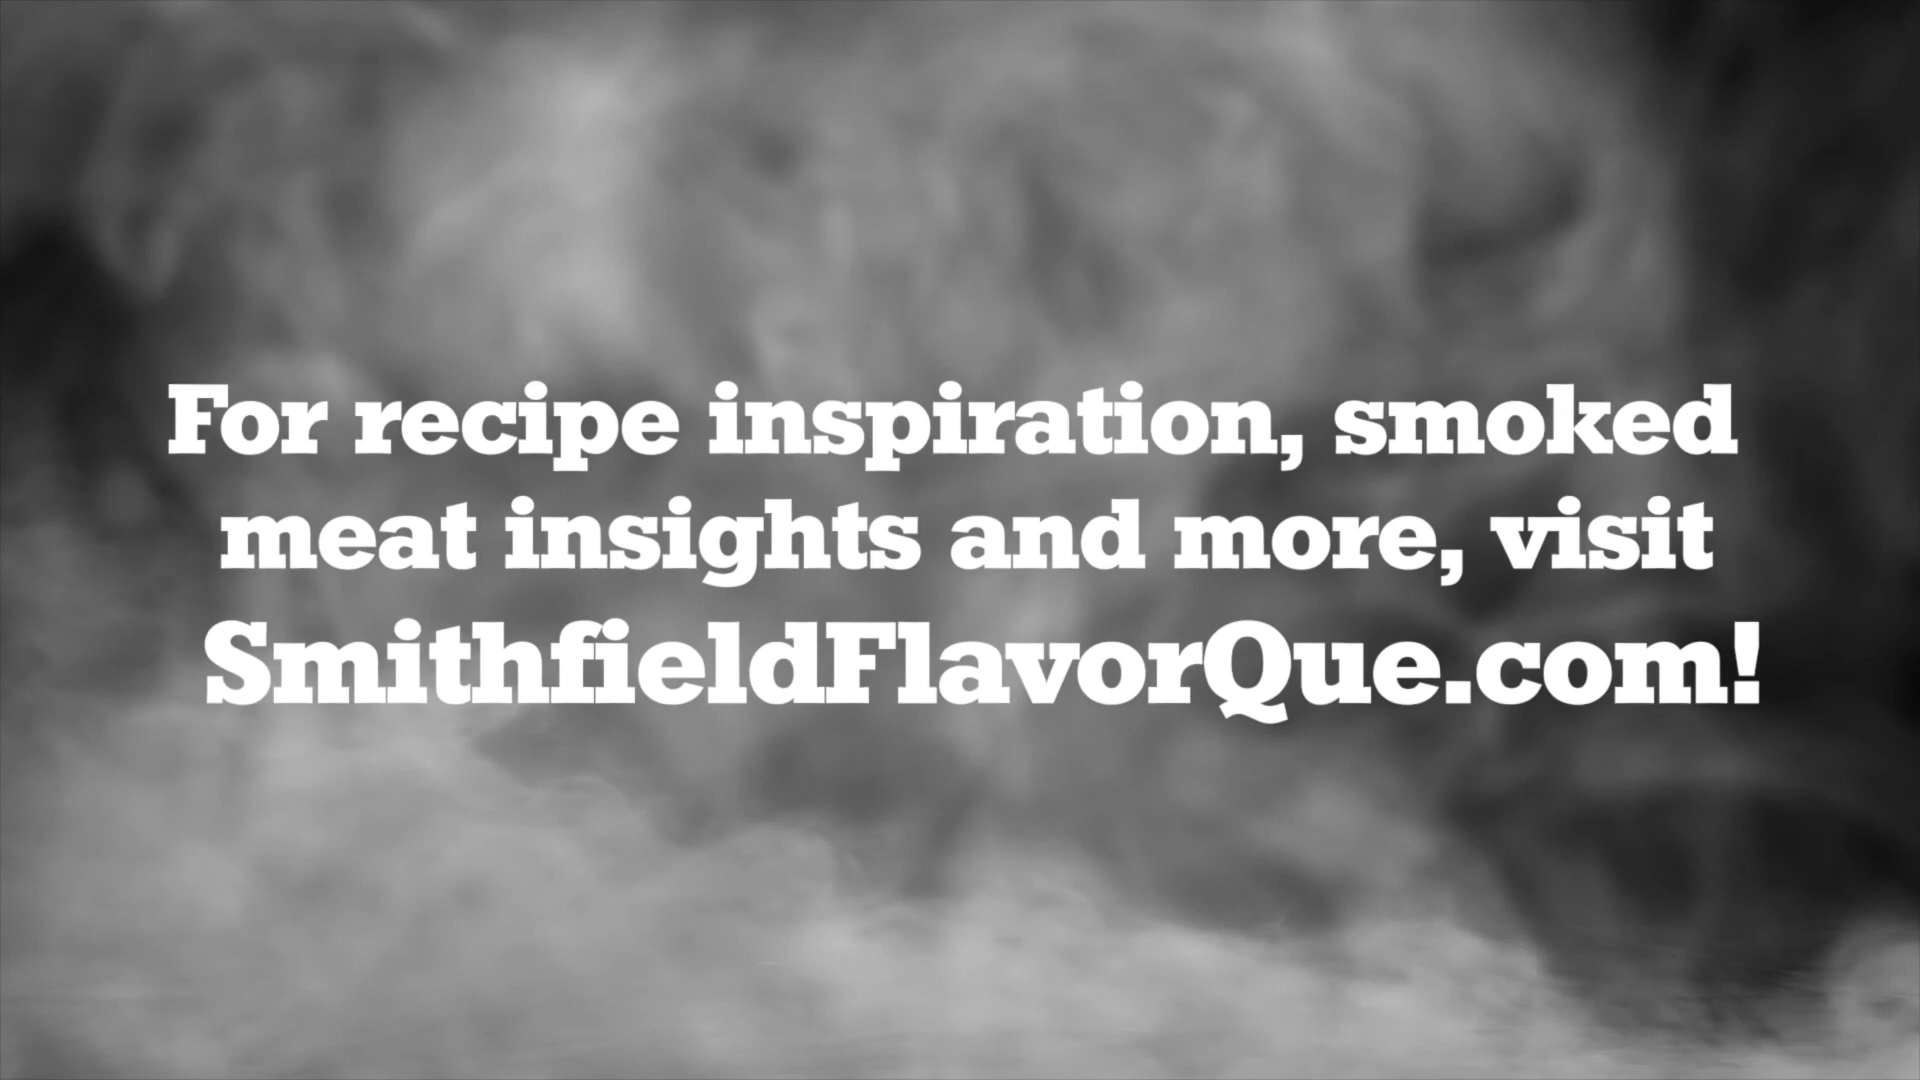 For recipe inspiration, smoked
meat insights and more, visit
SmithfieldFlavorQue.com!